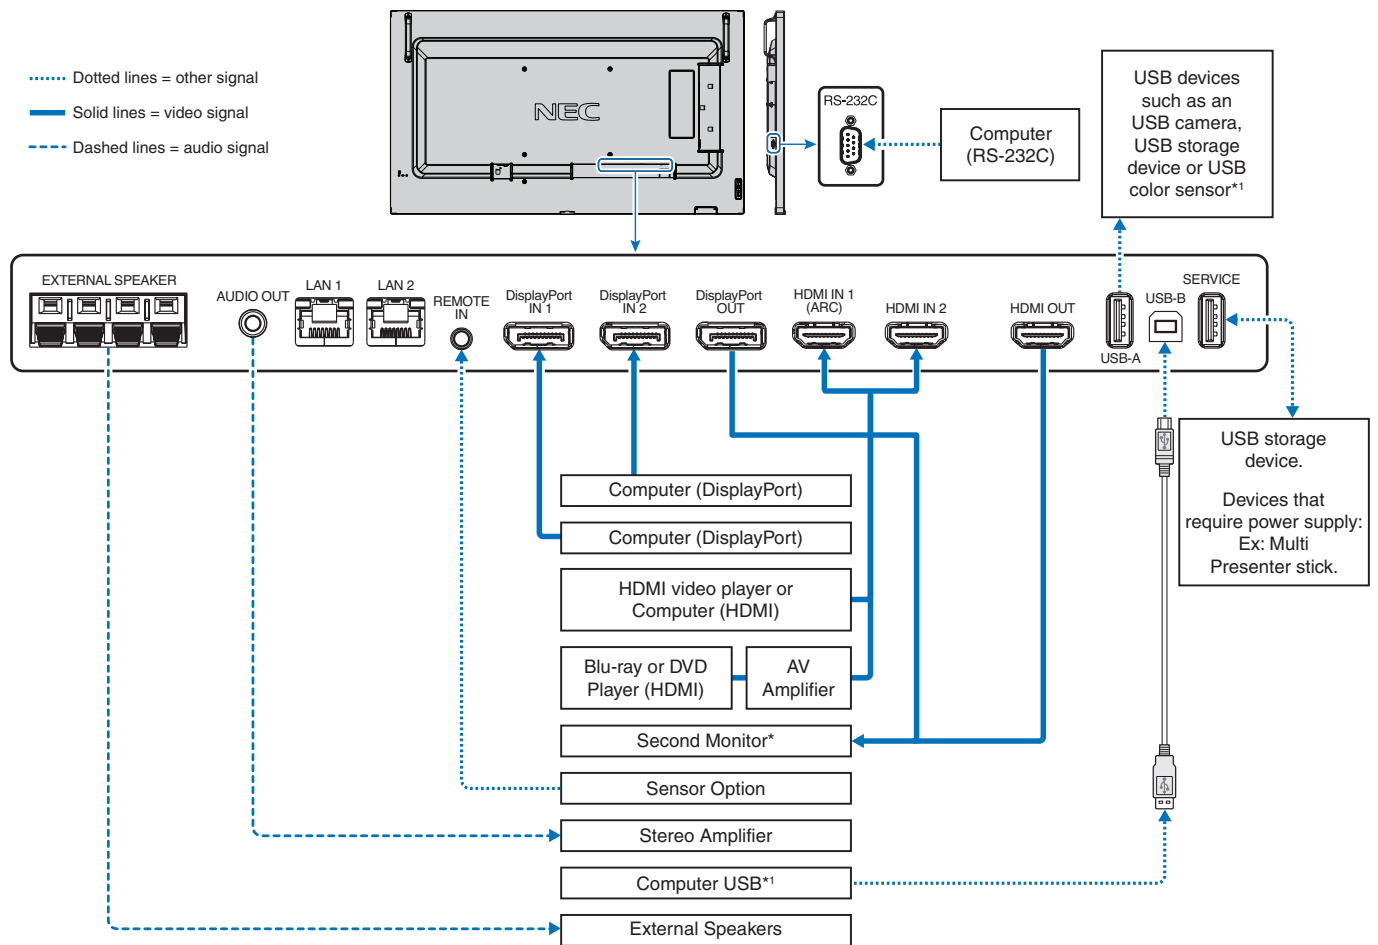 Dotted lines = other signal
Solid lines = video signal
Dashed lines = audio signal
NEC
RS-232C
Computer
(RS-232C)
USB devices
such as an
USB camera,
USB storage
device or USB
color sensor*1
EXTERNAL SPEAKER
AUDIO OUT
LAN 1
LAN 2
REMOTE
IN
DisplayPort
IN 1
DisplayPort
IN 2
DisplayPort
OUT
HDMI IN 1
(ARC)
HDMI IN 2
HDMI OUT
USB-A
USB-B
SERVICE
USB storage
device.
Devices that
require power supply:
Ex: Multi
Presenter stick.
Computer (DisplayPort)
Computer (DisplayPort)
HDMI video player or
Computer (HDMI)
Blu-ray or DVD
Player (HDMI)
AV
Amplifier
Second Monitor*
Sensor Option
Stereo Amplifier
Computer USB*1
External Speakers